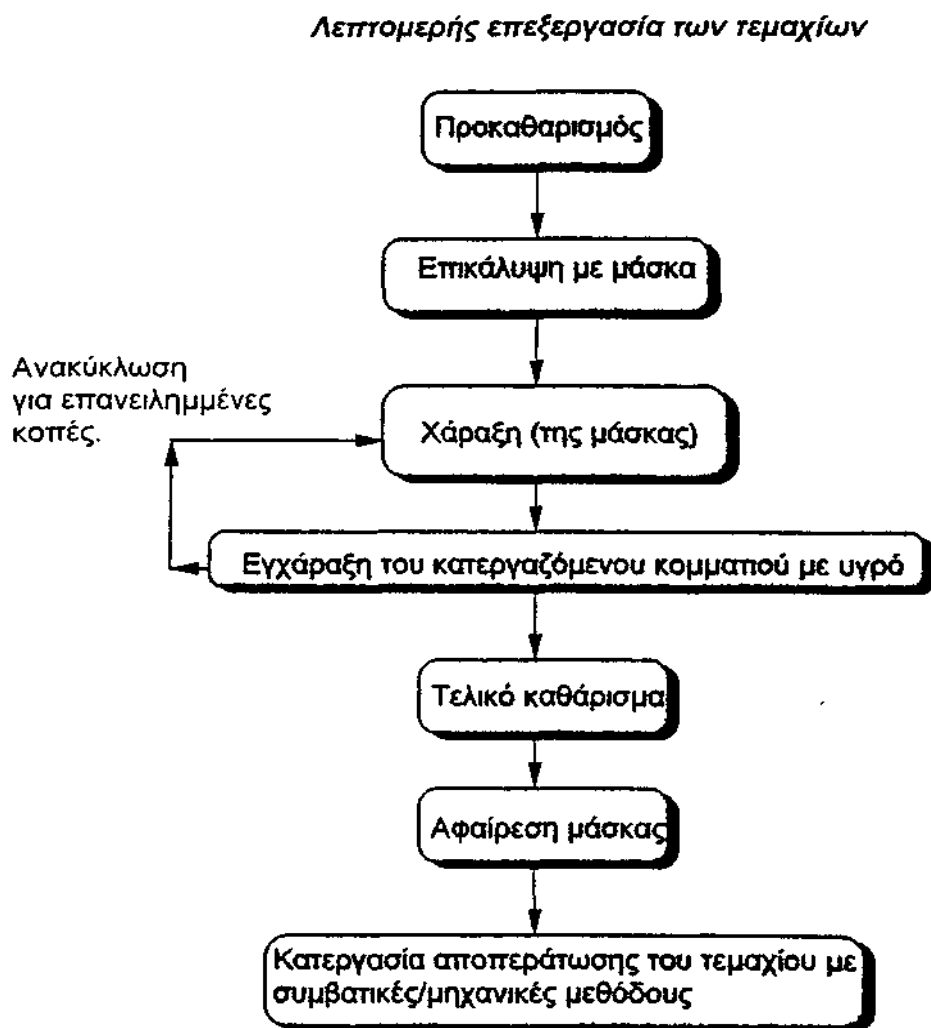 Λεπτομερής επεξεργασία των τεμαχίων
Προκαθαρισμός
Επικάλυψη με μάσκα
Ανακύκλωση
για επανειλημμένες
κοπές.
Χάραξη (της μάσκας)
Εγχάραξη του κατεργαζόμενου κομματιού με υγρό
Τελικό καθάρισμα
Αφαίρεση μάσκας
Κατεργασία αποπεράτωσης του τεμαχίου με
συμβατικές/μηχανικές μεθόδους